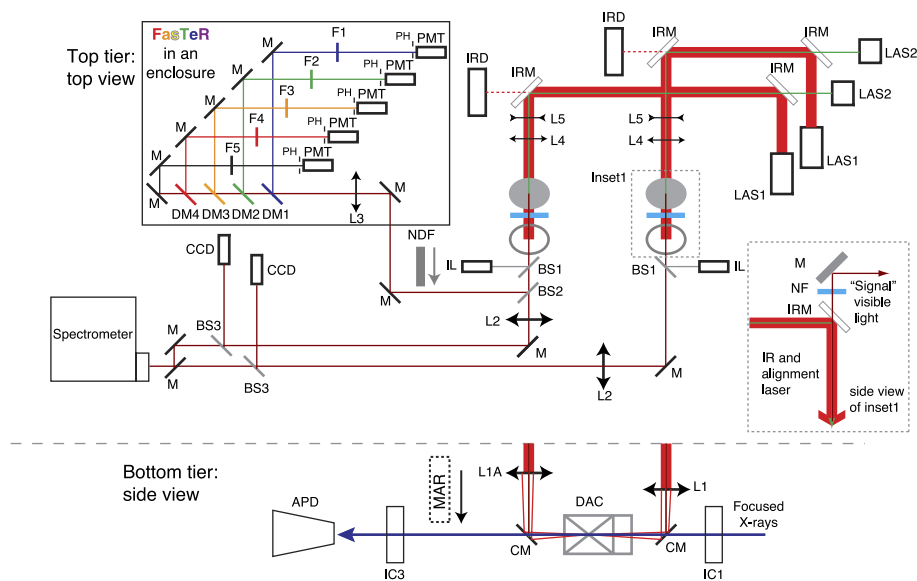 Top tier:
top view
FasTeR
in an
enclosure
M
F1
PH
PMT
M
F2
PH
PMT
M
F3
PH
PMT
M
F4
PH
PMT
M
F5
PH
PMT
DM4
DM3
DM2
DM1
L3
M
IRD
IRM
IRD
IRM
IRM
LAS2
IRM
LAS2
L5
L4
L5
L4
LAS1
LAS1
Inset1
CCD
CCD
NDF
IL
BS1
BS2
M
BS1
IL
L2
M
Spectrometer
BS3
M
M
BS3
L2
M
M
NF
IRM
"Signal"
visible
light
IR and
alignment
laser
side view
of inset1
Bottom tier:
side view
L1A
L1
MAR
APD
DAC
Focused
X-rays
CM
CM
IC3
IC1